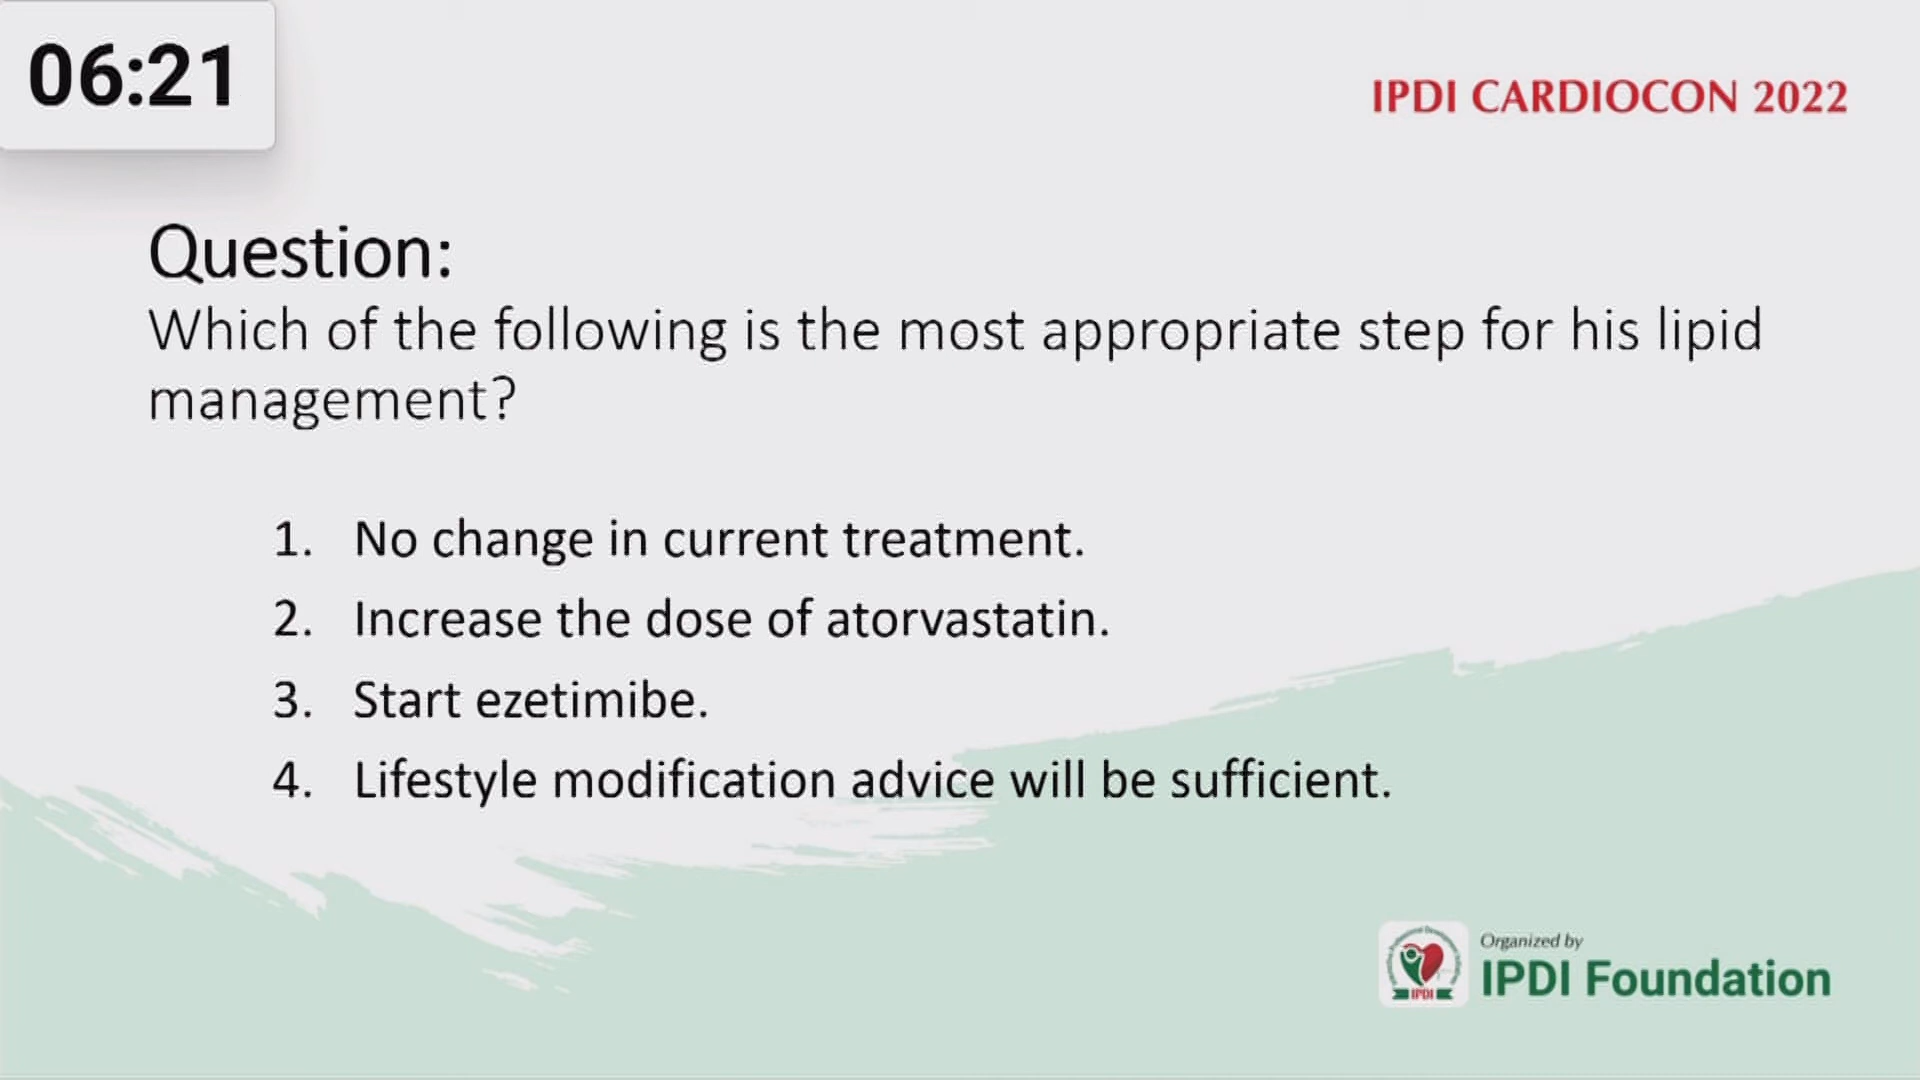 06:21
IPDI CARDIOCON 2022
Question:
Which of the following is the most appropriate step for his lipid
management?
1. No change in current treatment.
2. Increase the dose of atorvastatin.
3. Start ezetimibe.
4. Lifestyle modification advice will be sufficient.
Organized by
IPDI Foundation
IPDI